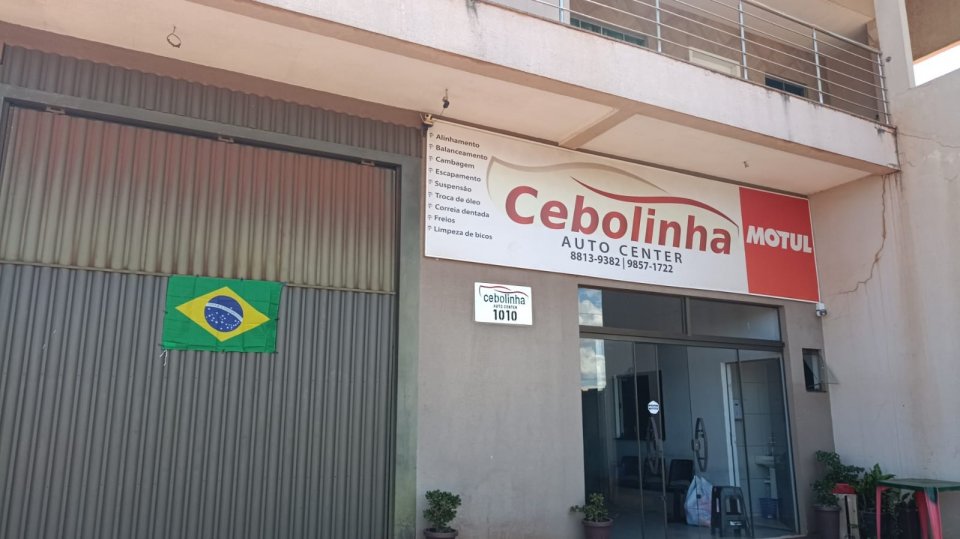 Alinhamento
Balanceamento
Cambagem
Escapamento
Suspensão
Troca de óleo
Correia dentada
Freios
Limpeza de bicos
Cebolinha
AUTO CENTER
8813-9382 | 9857-1722
MOTUL
cebolinha
AUTO CENTER
1010